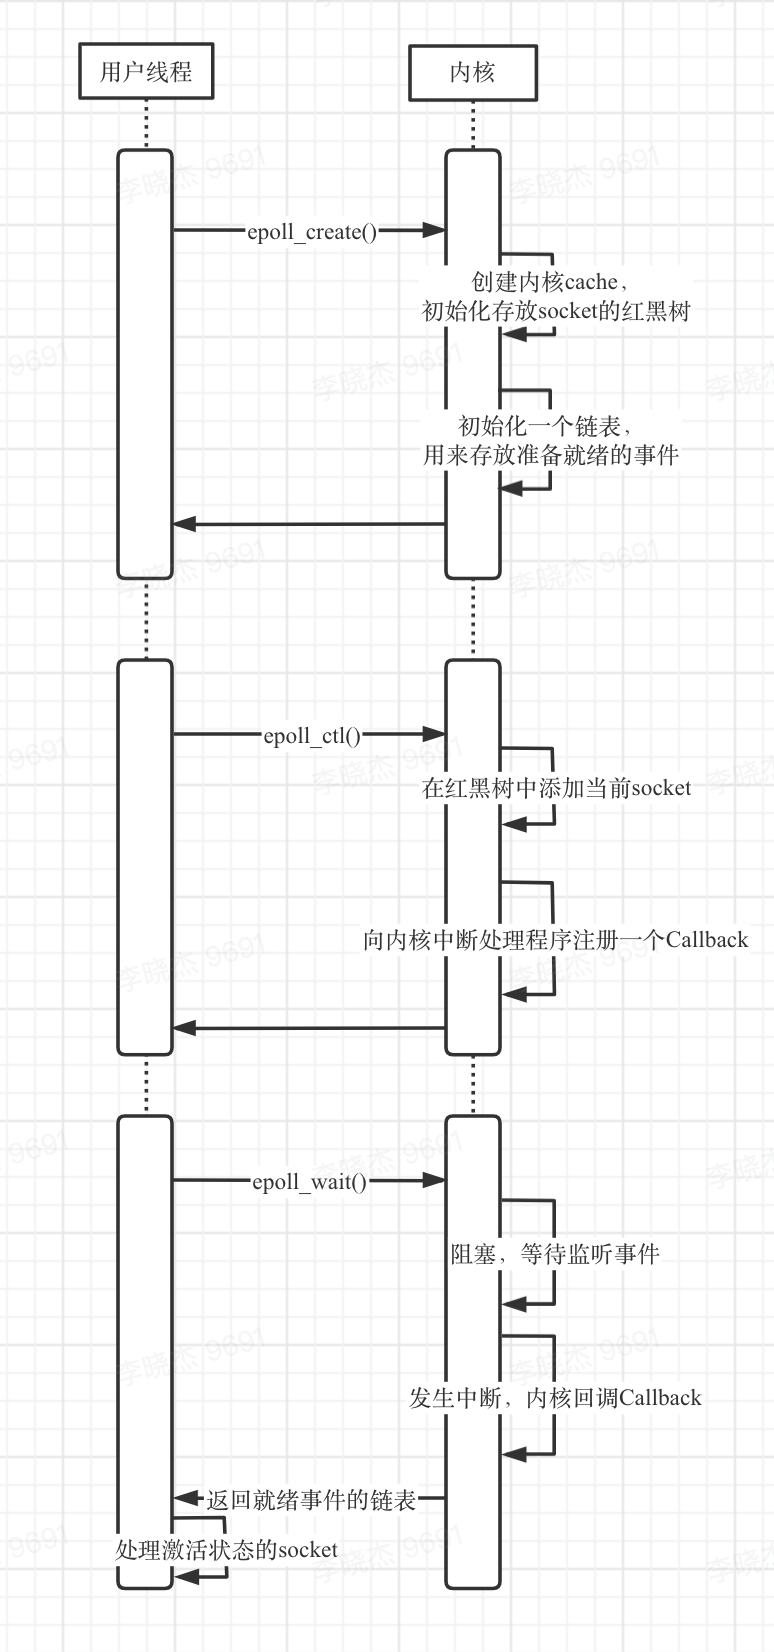 用户线程
内核
epoll_create()
创建内核cache，
初始化存放socket的红黑树
初始化一个链表，
用来存放准备就绪的事件
epoll_ctl()
在红黑树中添加当前socket
向内核中断处理程序注册一个Callback
epoll_wait()
阻塞，等待监听事件
发生中断，内核回调Callback
返回就绪事件的链表
处理激活状态的socket
李晓杰 9691